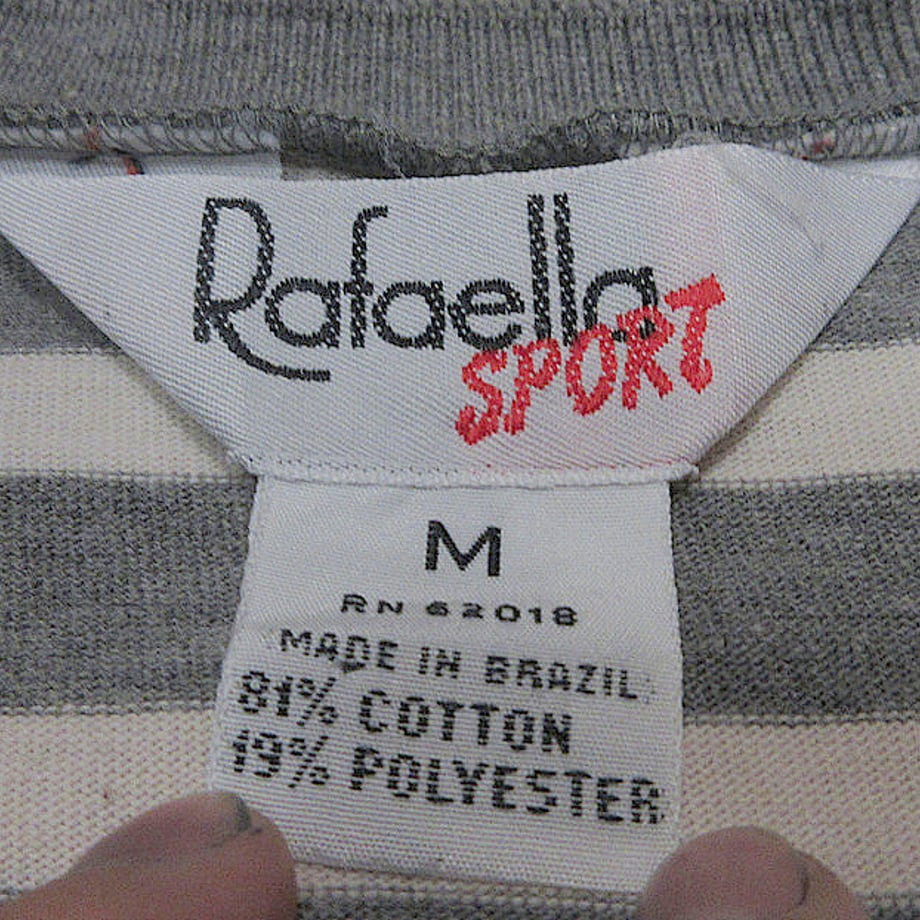 Rafaella
SPORT
M
RN 62018
MADE IN BRAZIL
81% COTTON
19% POLYESTER